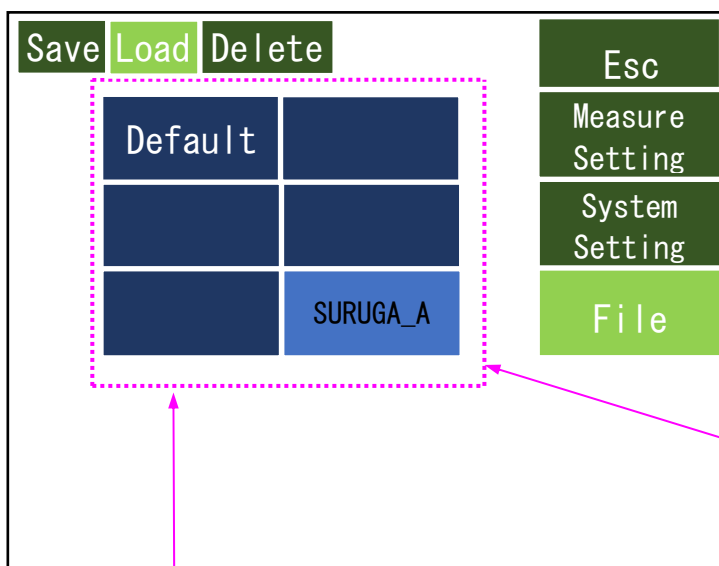 Save Load Delete
Esc
Default
Measure
Setting
System
Setting
SURUGA_A
File